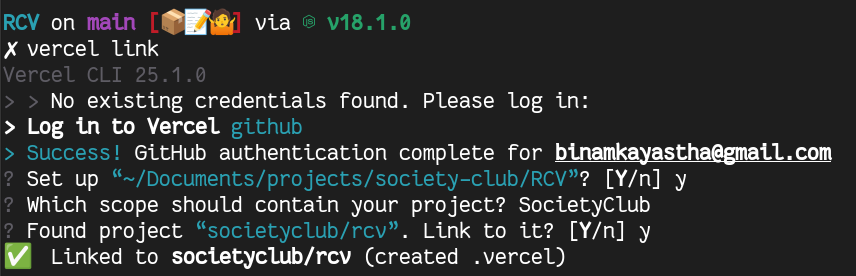 RCV on main [📦📝🤷] via v18.1.0
✗ vercel link
Vercel CLI 25.1.0
> > No existing credentials found. Please log in:
> Log in to Vercel github
> Success! GitHub authentication complete for binamkayastha@gmail.com
? Set up “~/Documents/projects/society-club/RCV”? [Y/n] y
? Which scope should contain your project? SocietyClub
? Found project “societyclub/rcv”. Link to it? [Y/n] y
✅ Linked to societyclub/rcv (created .vercel)